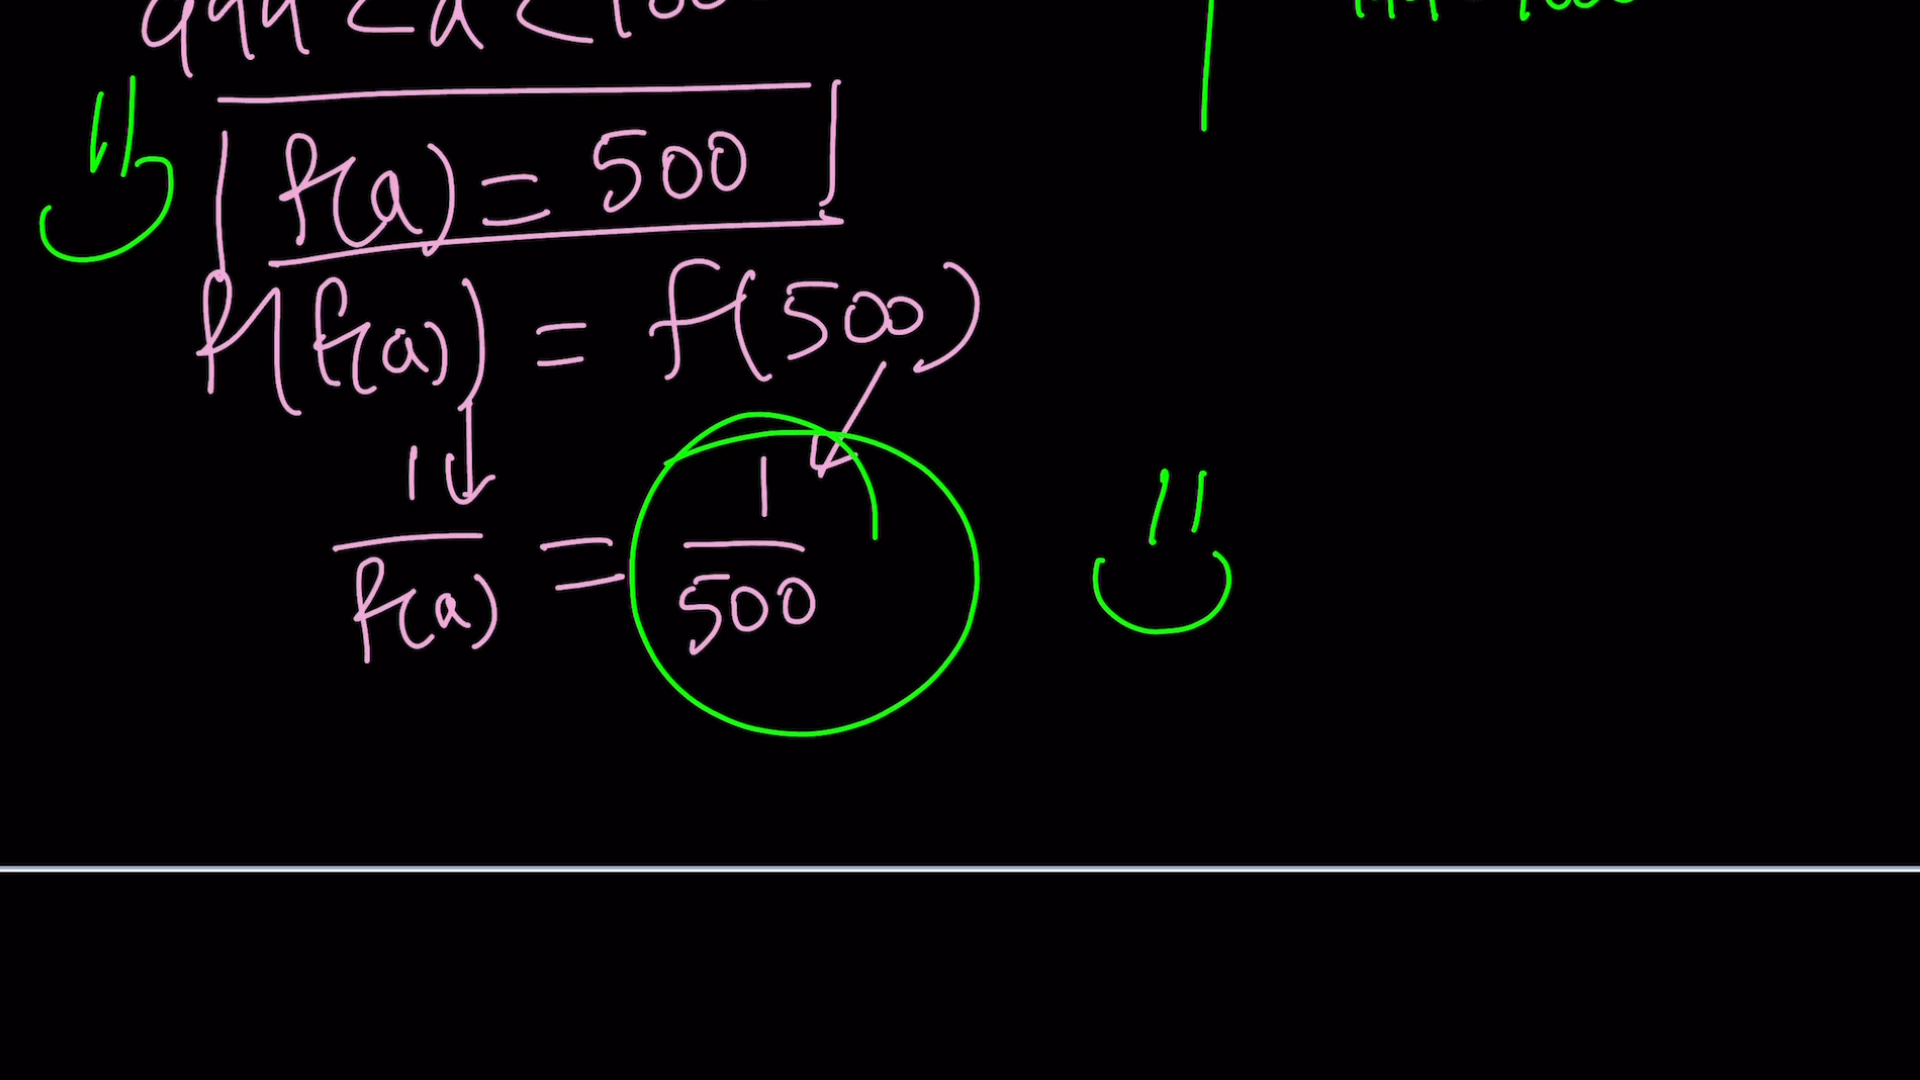 f(a) = 500
f(f(a)) = f(500)
1/f(a) = 1/500